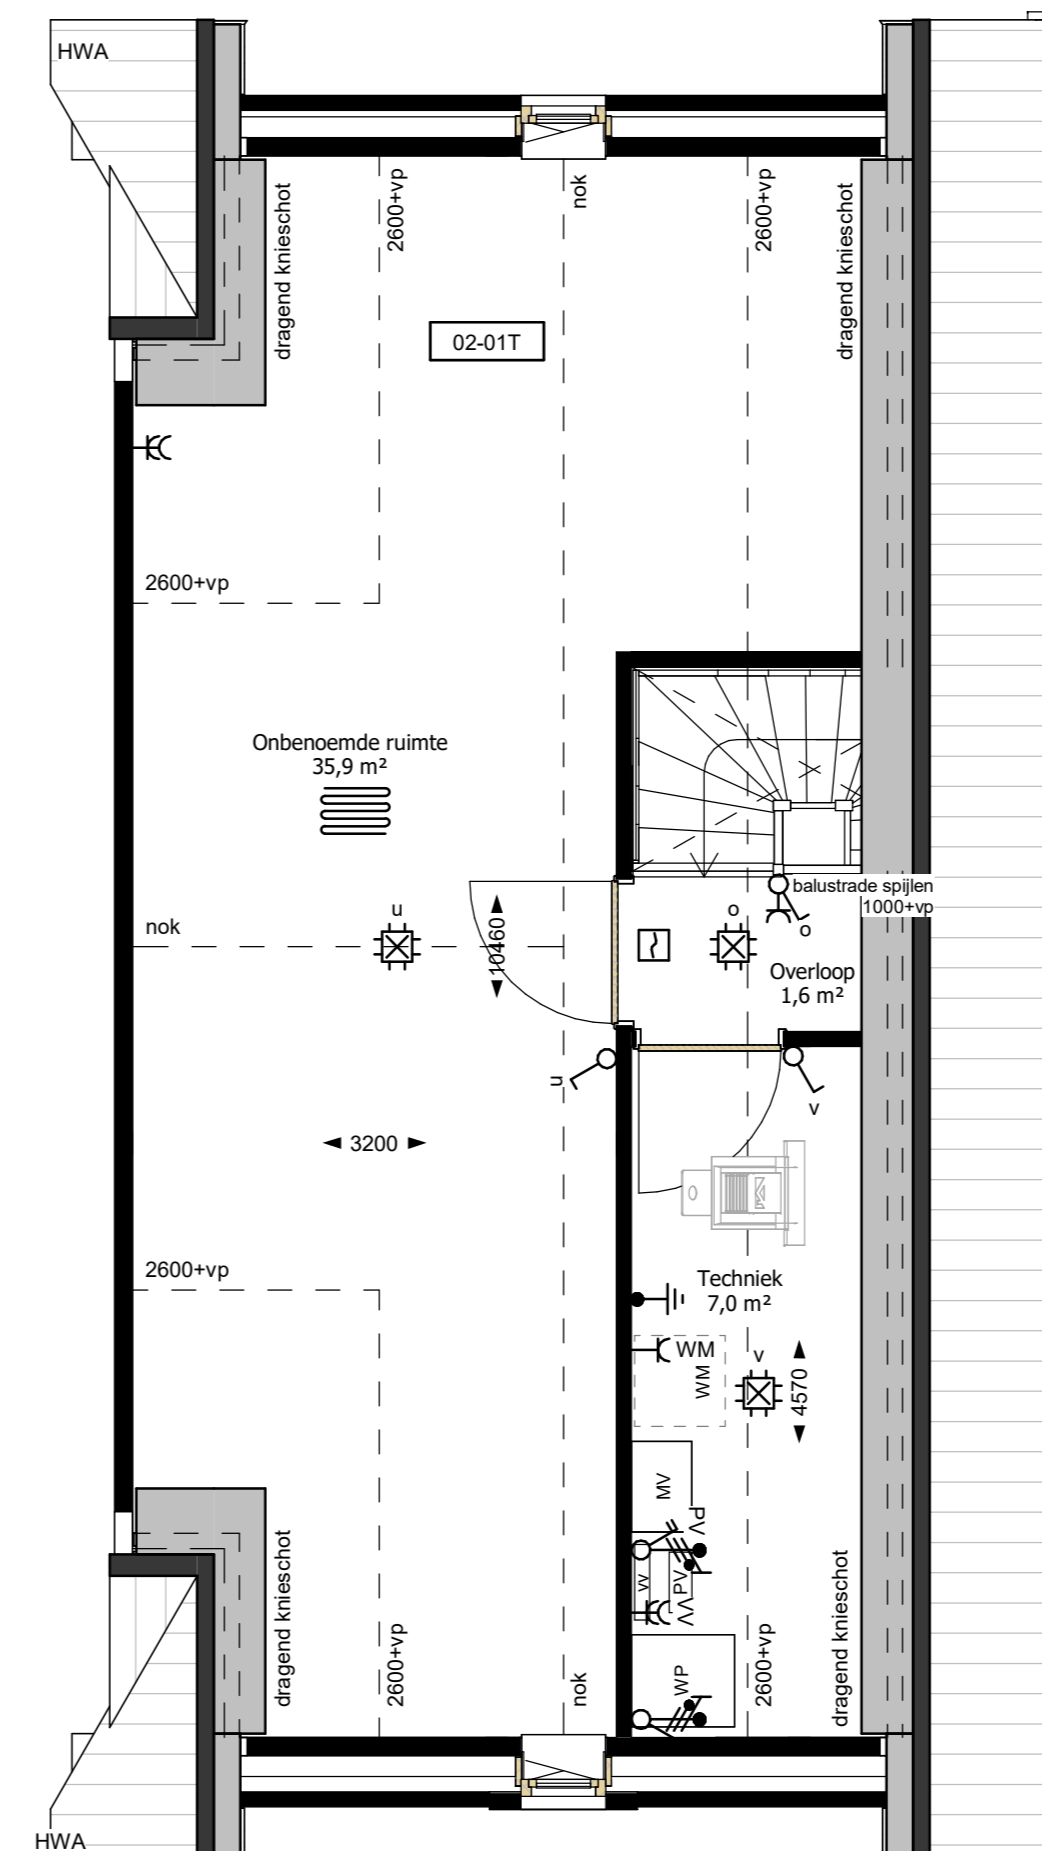 HWA
dragend knieschot
2600+vp
nok
2600+vp
dragend knieschot
02-01T
2600+vp
Onbenoemde ruimte
35,9 m²
balustrade spijlen
1000+vp
u
o
o
nok
10460
Overloop
1,6 m²
u
v
3200
2600+vp
Techniek
7,0 m²
WM
WM
v
4570
MV
PV
vv
PV
VV
WP
dragend knieschot
2600+vp
nok
2600+vp
dragend knieschot
HWA